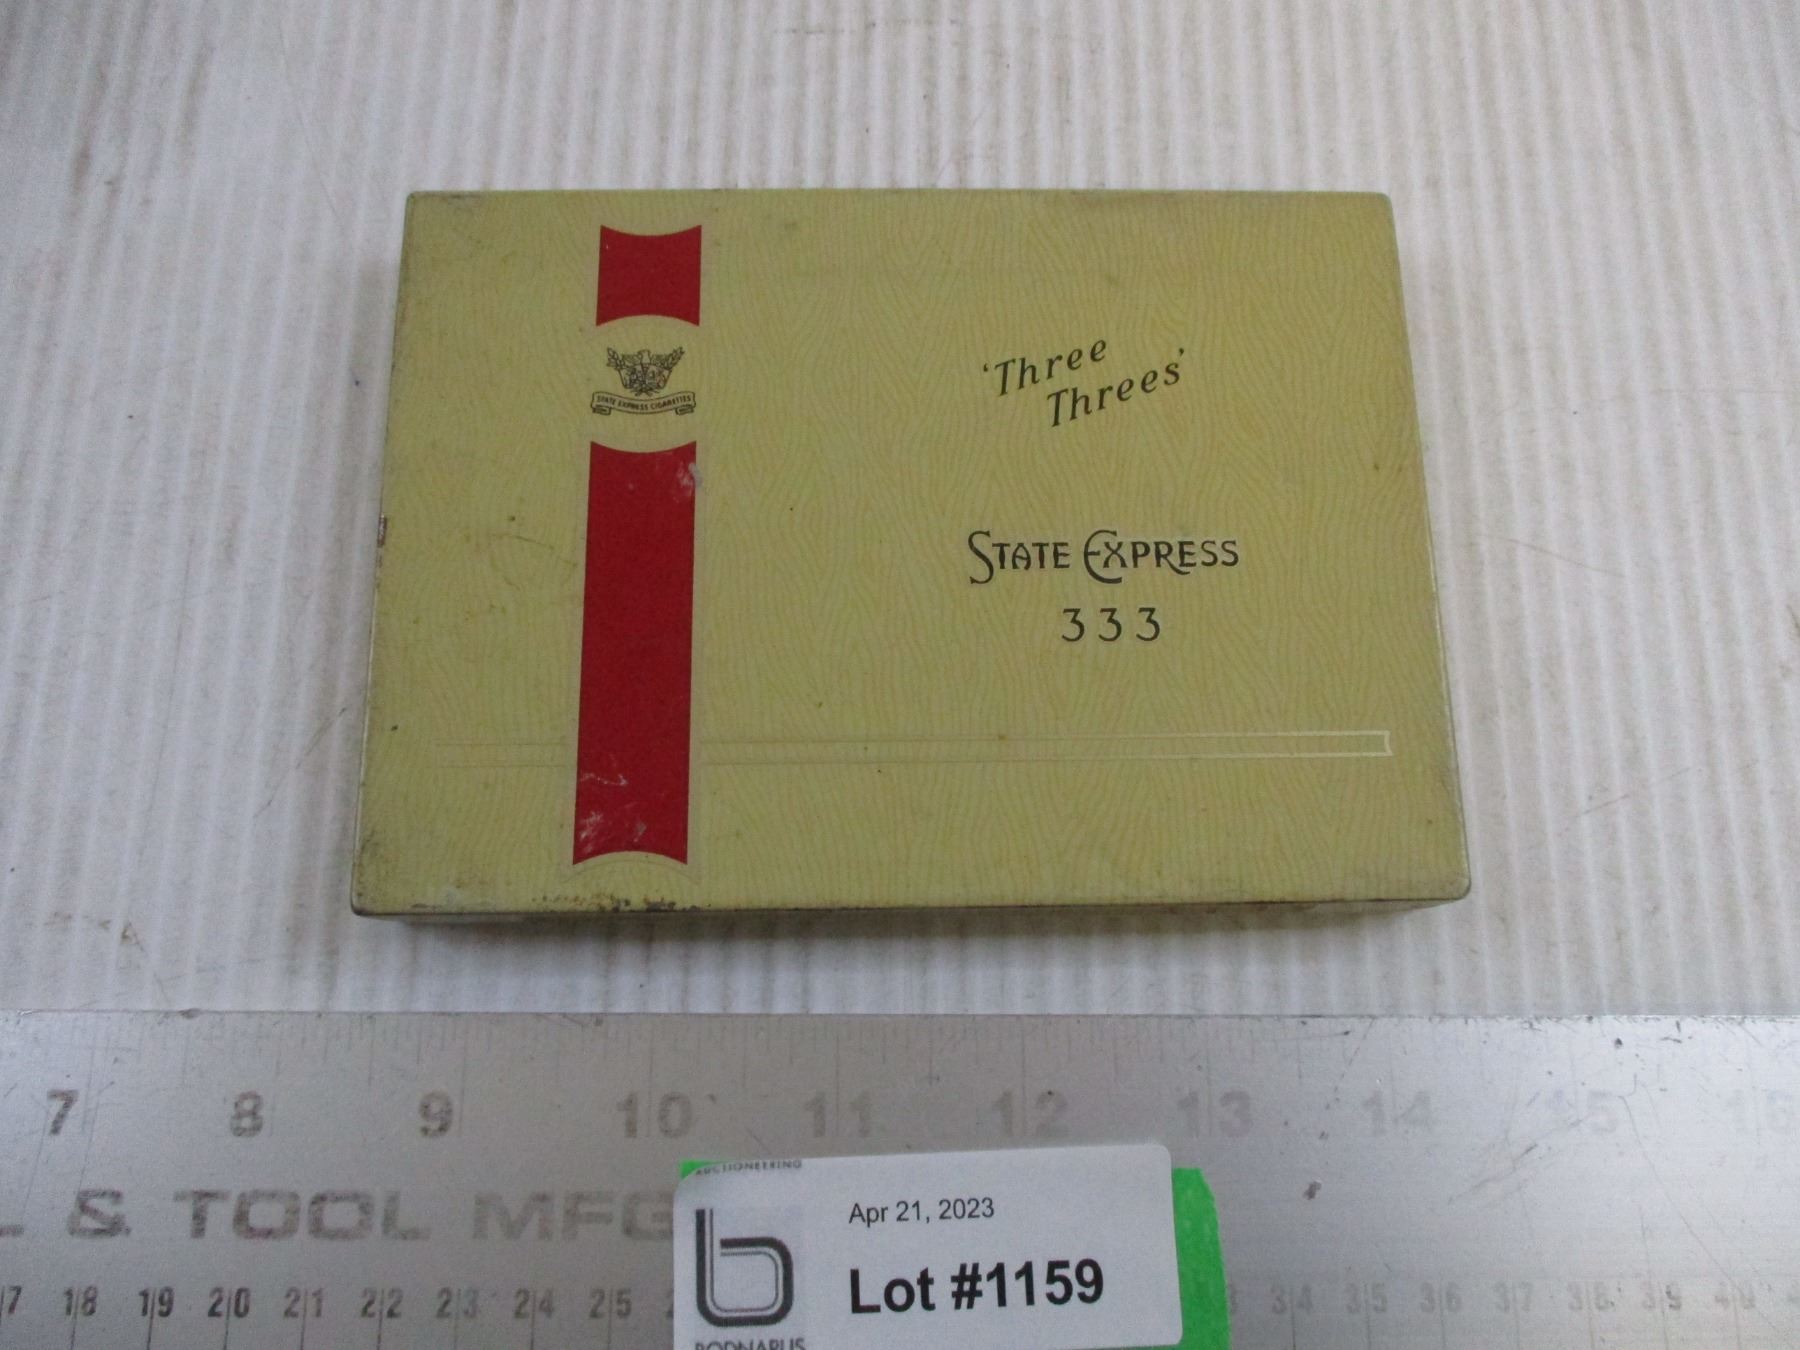 'Three
Threes'
STATE EXPRESS CIGARETTES
STATE EXPRESS
333
7 8 9 10 11 12 13 14 15 16
& TOOL MFG
18 19 20 21 22 23 24 25 34 35 36 37 38 39 40
AUCTIONEERING
Apr 21, 2023
Lot #1159
BODNARUS